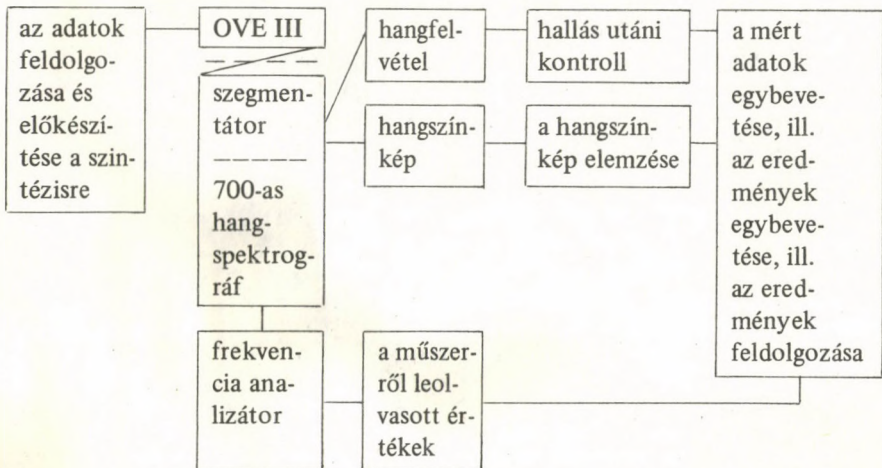 az adatok
feldolgo-
zása és
előkészí-
tése a szin-
tézisre
OVE III
szegmen-
tátor
700-as
hang-
spektrog-
ráf
hangfel-
vétel
hallás utáni
kontroll
hangszín-
kép
a hangszín-
kép elemzése
a mért
adatok
egybeve-
tése, ill.
az ered-
mények
egybeve-
tése, ill.
az ered-
mények
feldolgozása
frekven-
cia ana-
lizátor
a műszer-
ről leol-
vasott ér-
tékek